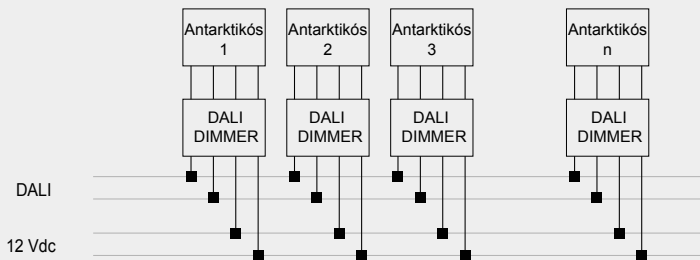 Antarktikós
1
Antarktikós
2
Antarktikós
3
Antarktikós
n
DALI
DIMMER
DALI
DIMMER
DALI
DIMMER
DALI
DIMMER
DALI
12 Vdc